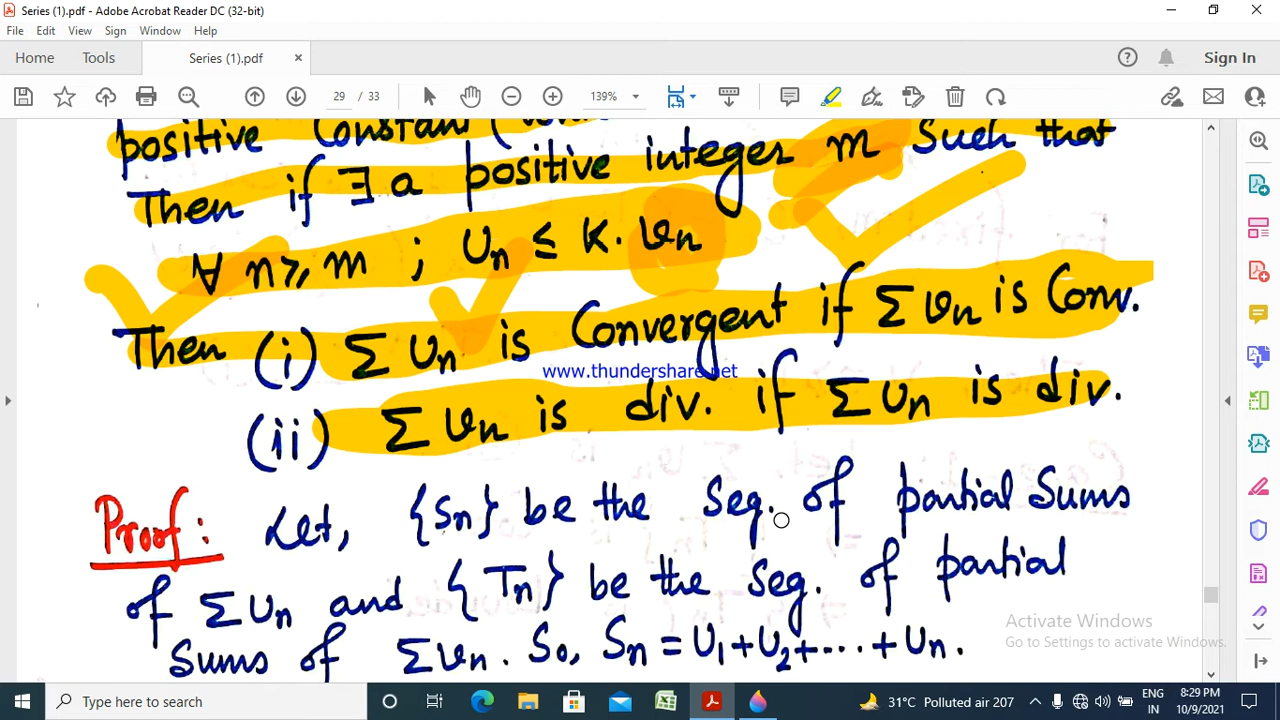 Series (1).pdf - Adobe Acrobat Reader DC (32-bit)
File Edit View Sign Window Help
Home Tools Series (1).pdf × Sign In
29 / 33 139%
positive Constant
Then if ∃ a positive integer m Such that
∀ n ≥ m ; Un ≤ K. vn
Then (i) Σ Un is Convergent if Σ vn is Conv.
www.thundershare.net
(ii) Σ vn is div. if Σ Un is div.
Proof: Let, {Sn} be the Seq. of partial Sums
of Σ Un and {Tn} be the Seq. of partial
Sums of Σ vn. So, Sn = U1+U2+...+Un.
Activate Windows
Go to Settings to activate Windows.
Type here to search
31°C Polluted air 207
ENG
IN
8:29 PM
10/9/2021